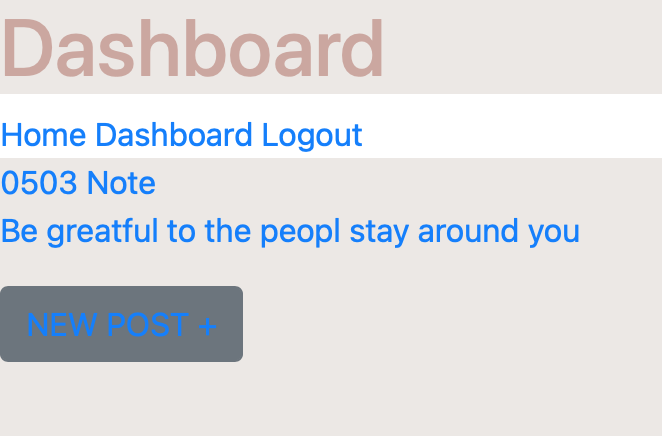 Dashboard
Home Dashboard Logout
0503 Note
Be greatful to the peopl stay around you
NEW POST +